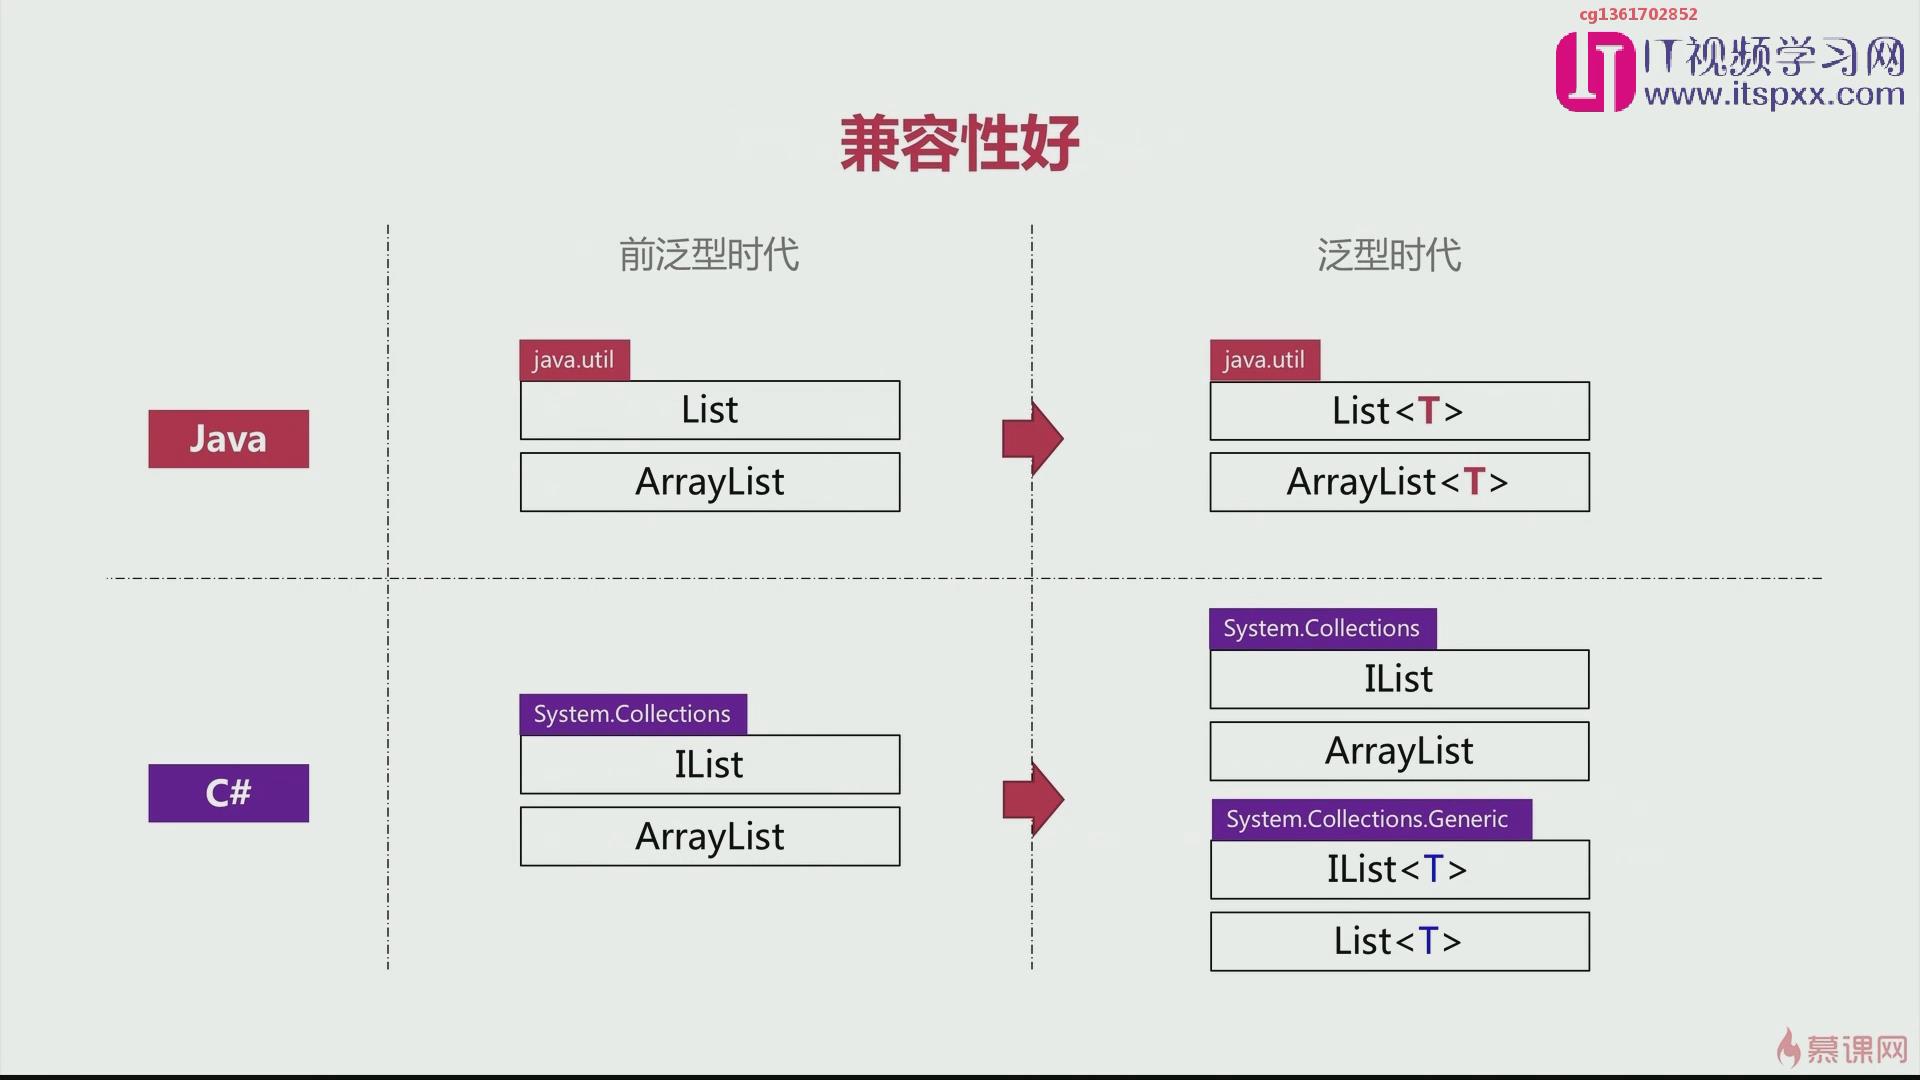 cg1361702852
IT视频学习网
www.itspxx.com
兼容性好
前泛型时代
泛型时代
Java
java.util
List
ArrayList
java.util
List<T>
ArrayList<T>
C#
System.Collections
IList
ArrayList
System.Collections
IList
ArrayList
System.Collections.Generic
IList<T>
List<T>
慕课网